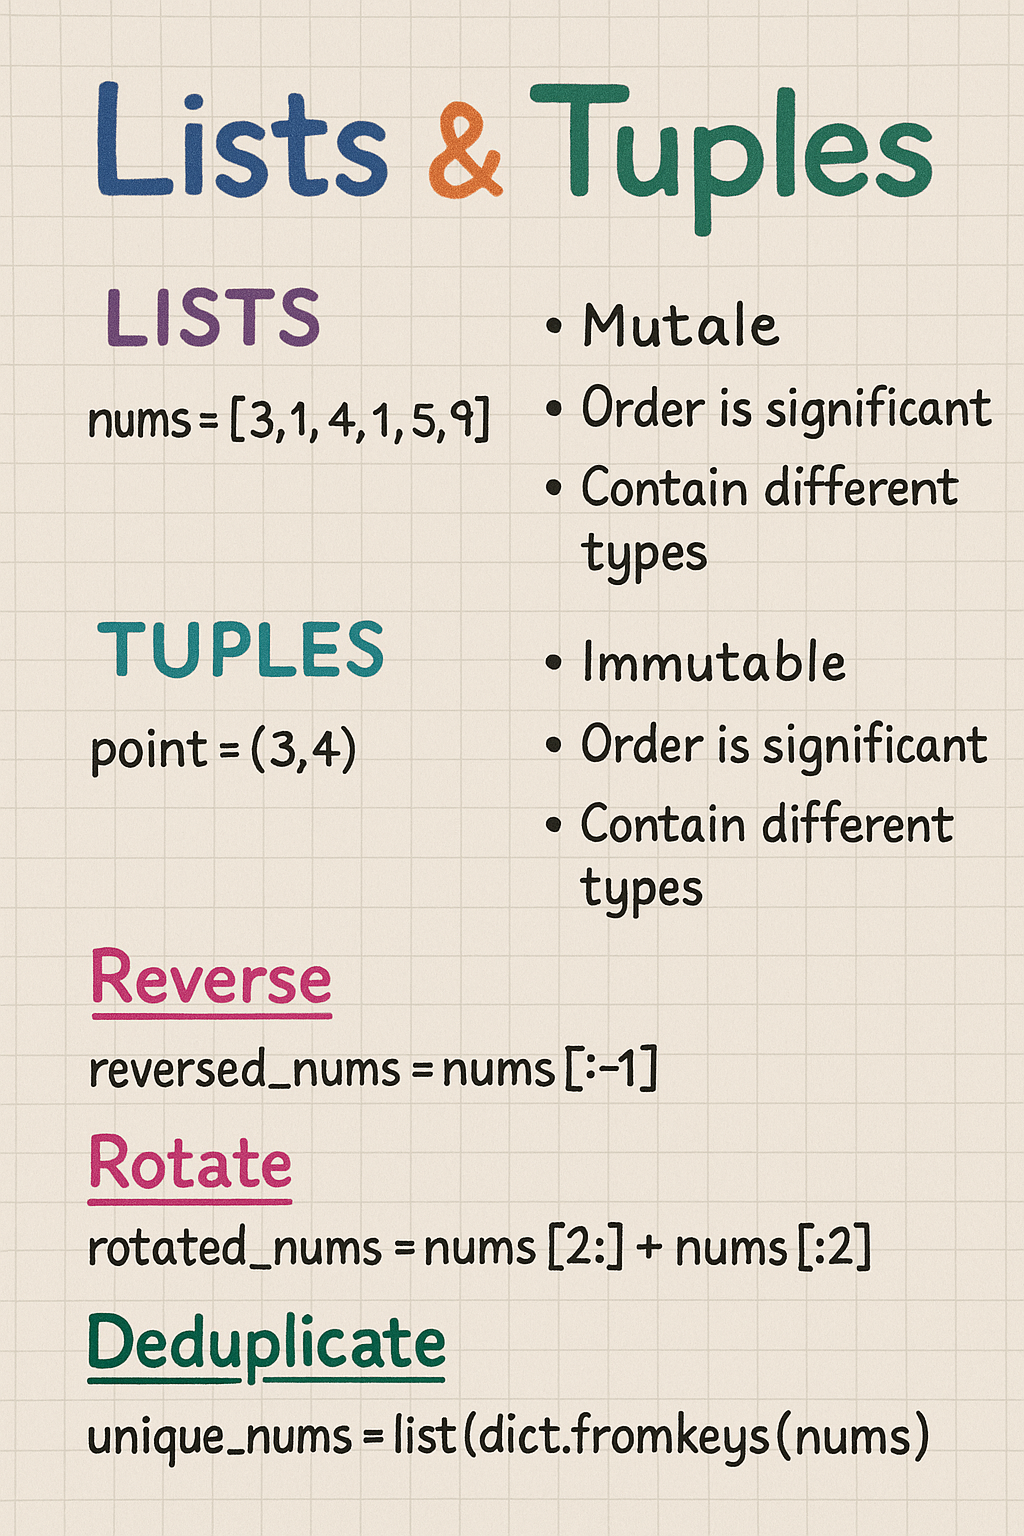 Lists & Tuples
LISTS
nums = [3,1,4,1,5,9]
• Mutale
• Order is significant
• Contain different
types
TUPLES
point = (3,4)
• Immutable
• Order is significant
• Contain different
types
Reverse
reversed_nums = nums [:-1]
Rotate
rotated_nums = nums [2:] + nums [:2]
Deduplicate
unique_nums = list(dict.fromkeys(nums)